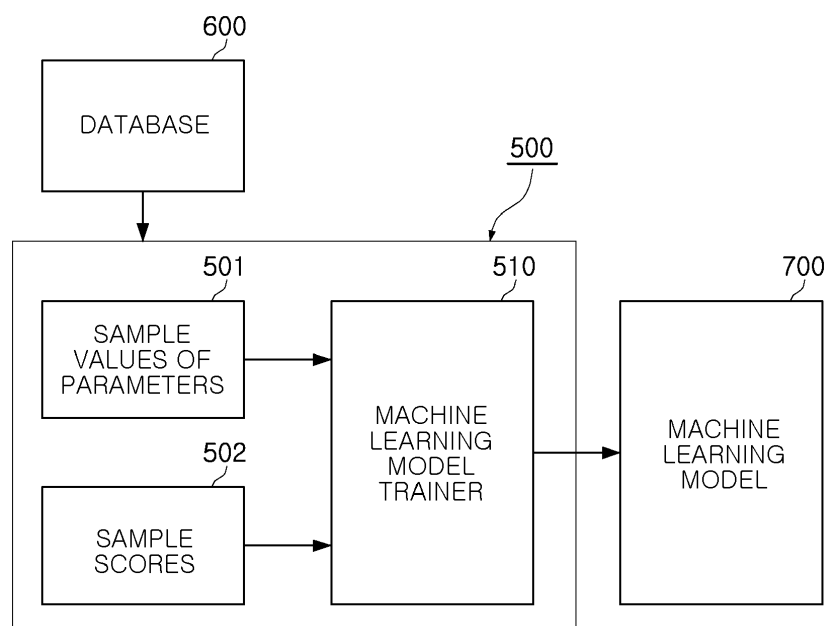 600
DATABASE
500
501
510
700
SAMPLE
VALUES OF
PARAMETERS
MACHINE
LEARNING
MODEL
TRAINER
MACHINE
LEARNING
MODEL
502
SAMPLE
SCORES